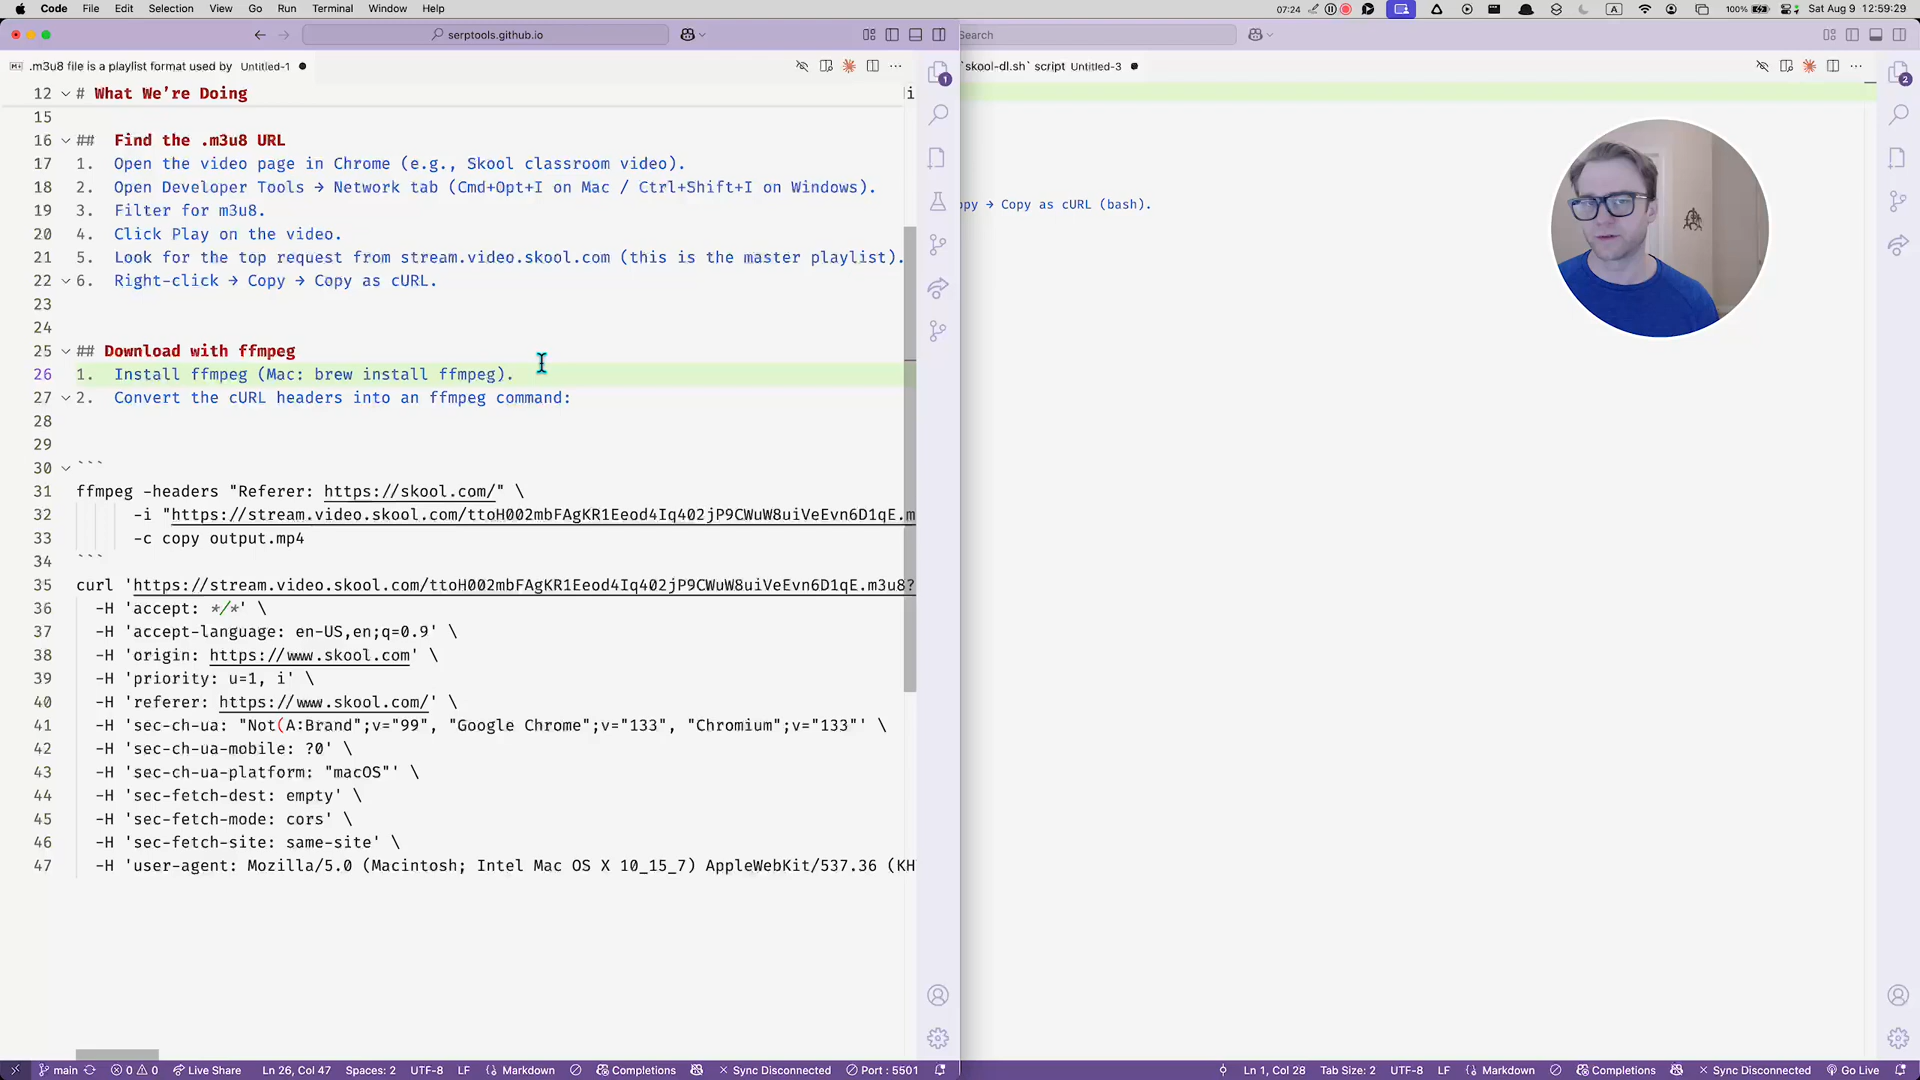 Code File Edit Selection View Go Run Terminal Window Help 07:24 A 100% Sat Aug 9 12:59:29
serptools.github.io
Search
.m3u8 file is a playlist format used by Untitled-1
`skool-dl.sh` script Untitled-3
12 # What We're Doing
15
16 ## Find the .m3u8 URL
17 1. Open the video page in Chrome (e.g., Skool classroom video).
18 2. Open Developer Tools → Network tab (Cmd+Opt+I on Mac / Ctrl+Shift+I on Windows).
19 3. Filter for m3u8.
20 4. Click Play on the video.
21 5. Look for the top request from stream.video.skool.com (this is the master playlist).
22 6. Right-click → Copy → Copy as cURL.
23
24
25 ## Download with ffmpeg
26 1. Install ffmpeg (Mac: brew install ffmpeg).
27 2. Convert the cURL headers into an ffmpeg command:
28
29
30 ```
31 ffmpeg -headers "Referer: https://skool.com/" \
32 -i "https://stream.video.skool.com/ttoH002mbFAgKR1Eeod4Iq402jP9CWuW8uiVeEvn6D1qE.m
33 -c copy output.mp4
34 ```
35 curl 'https://stream.video.skool.com/ttoH002mbFAgKR1Eeod4Iq402jP9CWuW8uiVeEvn6D1qE.m3u8?
36 -H 'accept: */*' \
37 -H 'accept-language: en-US,en;q=0.9' \
38 -H 'origin: https://www.skool.com' \
39 -H 'priority: u=1, i' \
40 -H 'referer: https://www.skool.com/' \
41 -H 'sec-ch-ua: "Not(A:Brand";v="99", "Google Chrome";v="133", "Chromium";v="133"' \
42 -H 'sec-ch-ua-mobile: ?0' \
43 -H 'sec-ch-ua-platform: "macOS"' \
44 -H 'sec-fetch-dest: empty' \
45 -H 'sec-fetch-mode: cors' \
46 -H 'sec-fetch-site: same-site' \
47 -H 'user-agent: Mozilla/5.0 (Macintosh; Intel Mac OS X 10_15_7) AppleWebKit/537.36 (KH
1
opy → Copy as cURL (bash).
2
main 0 0 Live Share Ln 26, Col 47 Spaces: 2 UTF-8 LF Markdown Completions Sync Disconnected Port : 5501
Ln 1, Col 28 Tab Size: 2 UTF-8 LF Markdown Completions Sync Disconnected Go Live